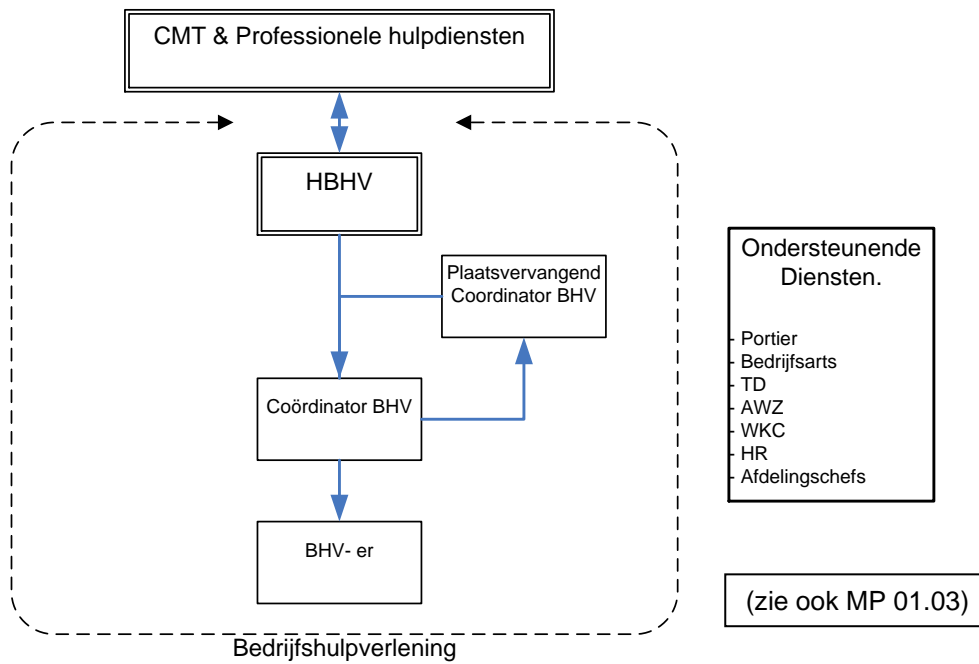 CMT & Professionele hulpdiensten
HBHV
Plaatsvervangend
Coordinator BHV
Coördinator BHV
BHV- er
Bedrijfshulpverlening
Ondersteunende
Diensten.
- Portier
- Bedrijfsarts
- TD
- AWZ
- WKC
- HR
- Afdelingschefs
(zie ook MP 01.03)